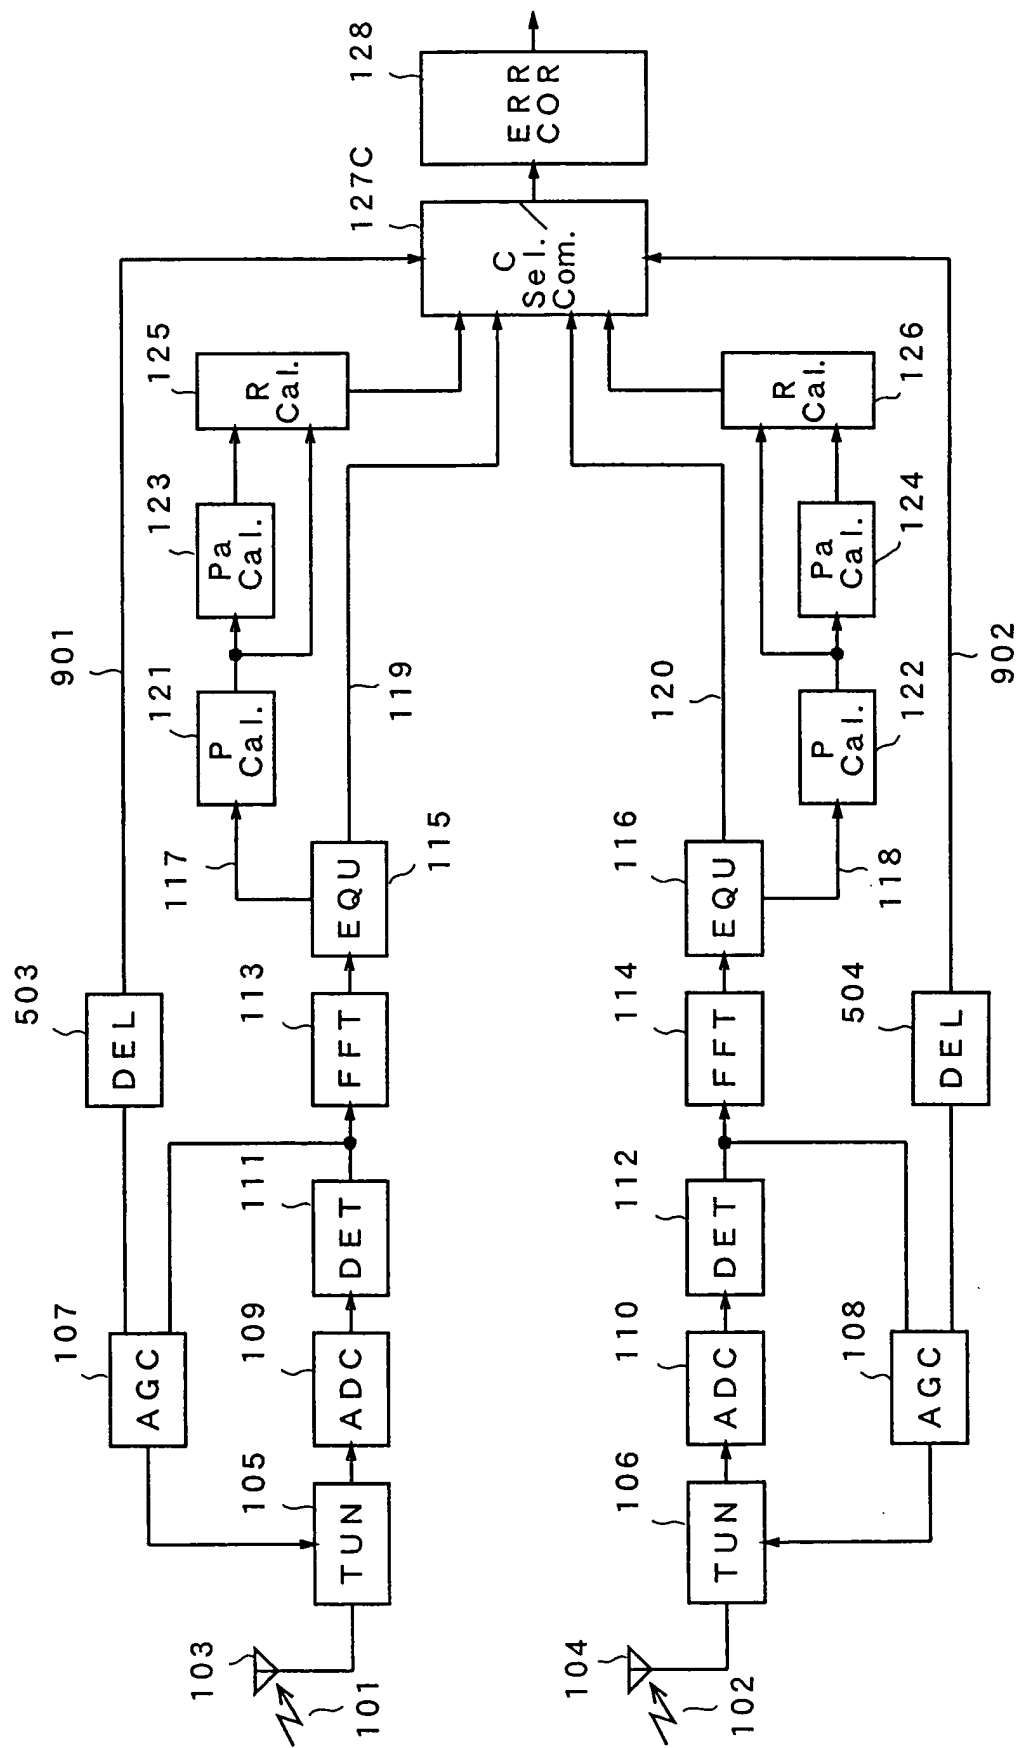 101
103
TUN
105
AGC
107
ADC
109
DET
111
DEL
503
FFT
113
EQU
115
117
P
Cal.
121
901
119
Pa
Cal.
123
R
Cal.
125
C
Sel./
Com.
127C
ERR
COR
128
102
104
TUN
106
AGC
108
ADC
110
DET
112
DEL
504
FFT
114
EQU
116
118
P
Cal.
122
902
120
Pa
Cal.
124
R
Cal.
126